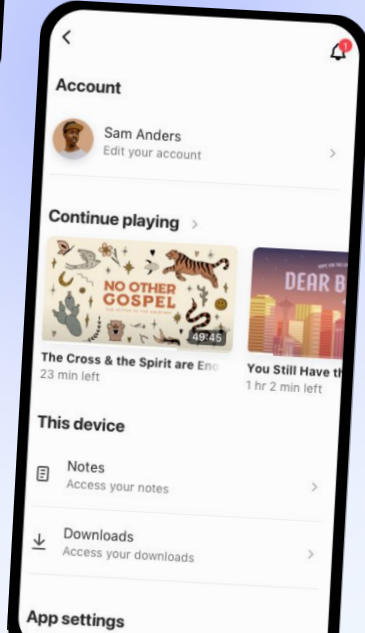 1
Account
Sam Anders
Edit your account
Continue playing
NO OTHER
GOSPEL
49:45
DEAR B
The Cross & the Spirit are Eno
23 min left
You Still Have th
1 hr 2 min left
This device
Notes
Access your notes
Downloads
Access your downloads
App settings